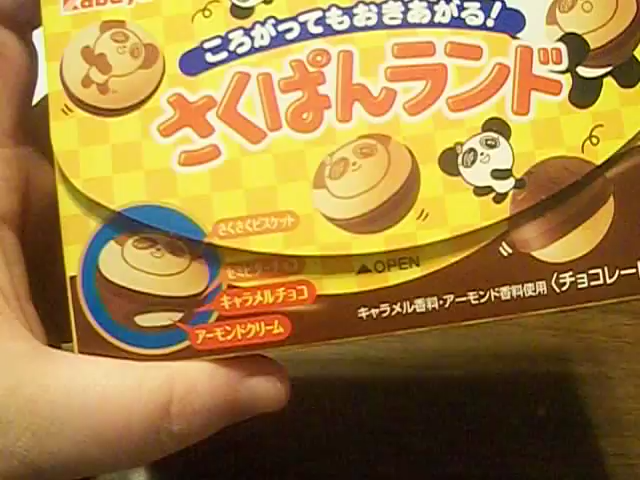 ころがってもおきあがる!
さくぱんランド
さくさくビスケット
▲OPEN
キャラメルチョコ
キャラメル香料・アーモンド香料使用〈チョコレー
アーモンドクリーム